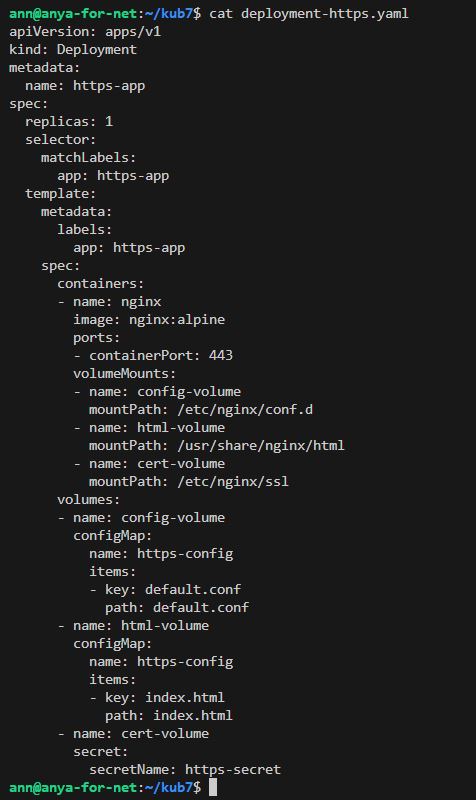 ann@anya-for-net:~/kub7$ cat deployment-https.yaml
apiVersion: apps/v1
kind: Deployment
metadata:
  name: https-app
spec:
  replicas: 1
  selector:
    matchLabels:
      app: https-app
  template:
    metadata:
      labels:
        app: https-app
    spec:
      containers:
      - name: nginx
        image: nginx:alpine
        ports:
        - containerPort: 443
        volumeMounts:
        - name: config-volume
          mountPath: /etc/nginx/conf.d
        - name: html-volume
          mountPath: /usr/share/nginx/html
        - name: cert-volume
          mountPath: /etc/nginx/ssl
      volumes:
      - name: config-volume
        configMap:
          name: https-config
          items:
          - key: default.conf
            path: default.conf
      - name: html-volume
        configMap:
          name: https-config
          items:
          - key: index.html
            path: index.html
      - name: cert-volume
        secret:
          secretName: https-secret
ann@anya-for-net:~/kub7$